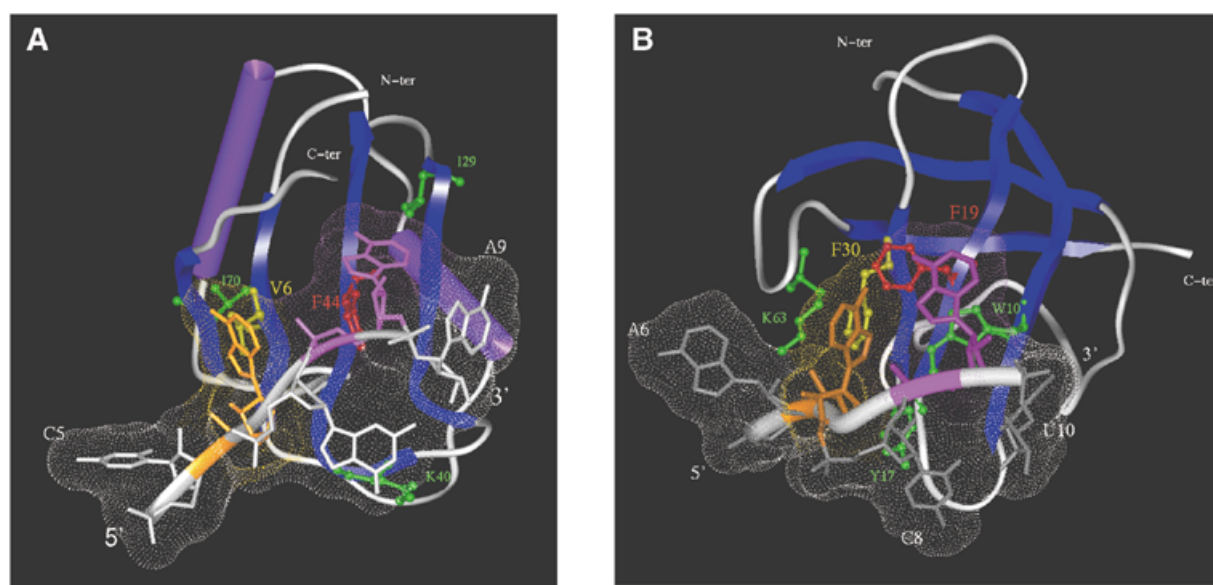 A
N-ter
C-ter
I29
A9
I70
V6
F44
3'
C5
K40
5'
B
N-ter
F19
F30
C-ter
K63
W10
A6
3'
U10
5'
Y17
C8